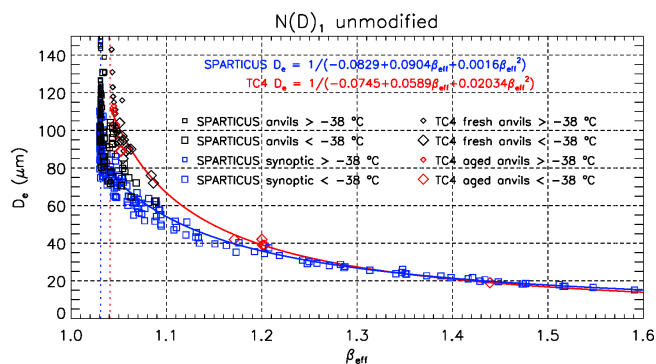 N(D)₁ unmodified
SPARTICUS Dₑ = 1/(−0.0829+0.0904βeff+0.0016βeff²)
TC4 Dₑ = 1/(−0.0745+0.0589βeff+0.02034βeff²)
SPARTICUS anvils > −38 °C TC4 fresh anvils > −38 °C
SPARTICUS anvils < −38 °C TC4 fresh anvils < −38 °C
SPARTICUS synoptic > −38 °C TC4 aged anvils > −38 °C
SPARTICUS synoptic < −38 °C TC4 aged anvils < −38 °C
Dₑ (μm)
140
120
100
80
60
40
20
0
1.0 1.1 1.2 1.3 1.4 1.5 1.6
βeff